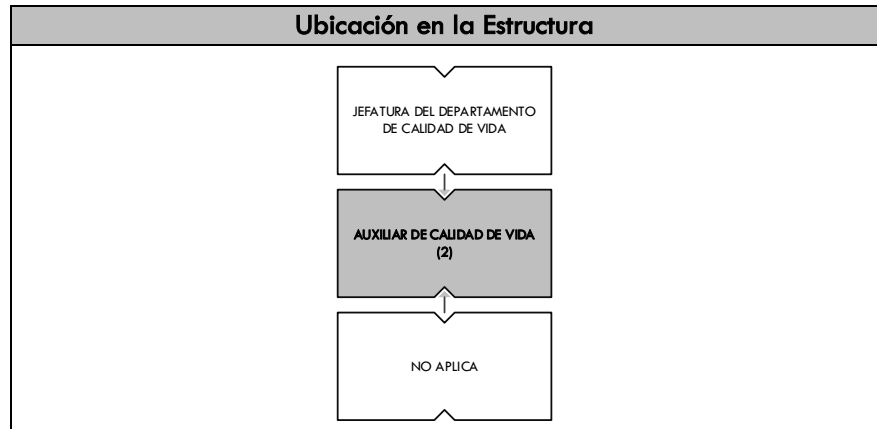 Ubicación en la Estructura
JEFATURA DEL DEPARTAMENTO
DE CALIDAD DE VIDA
AUXILIAR DE CALIDAD DE VIDA
(2)
NO APLICA